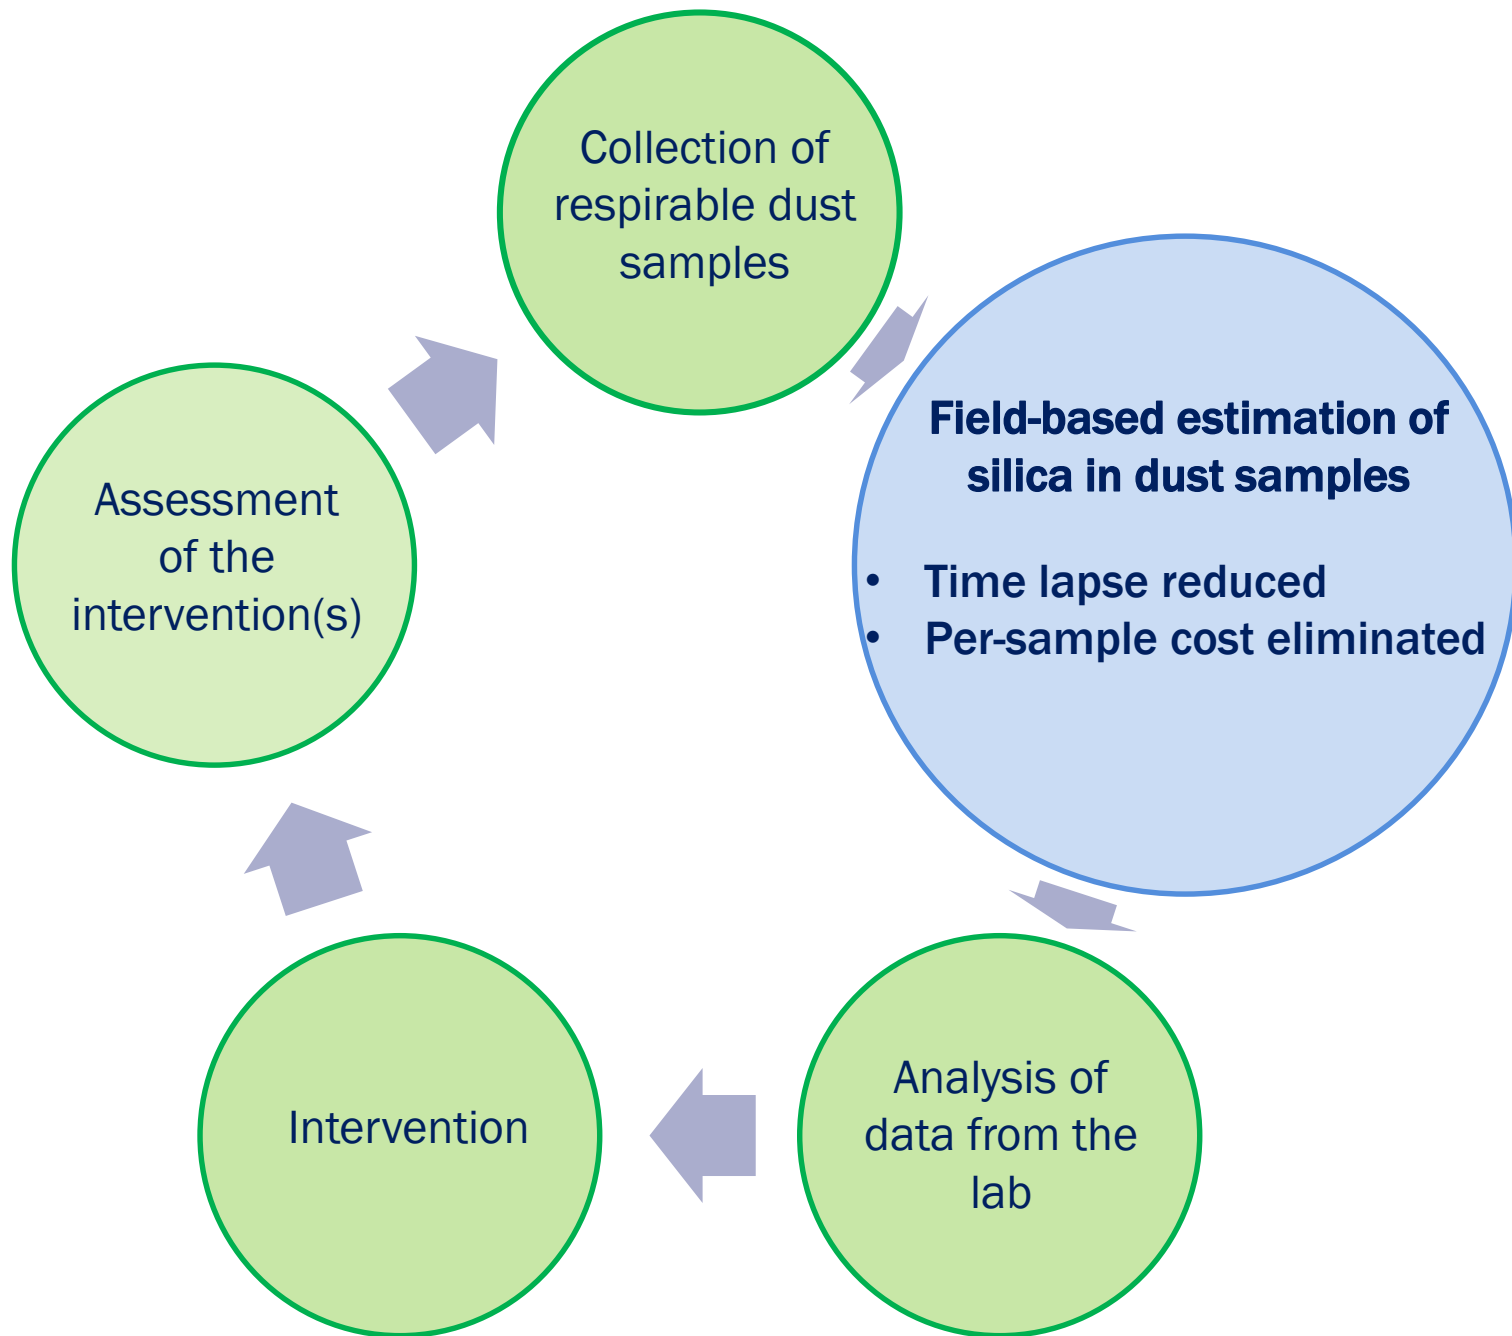 Collection of
respirable dust
samples
Field-based estimation of
silica in dust samples
• Time lapse reduced
• Per-sample cost eliminated
Analysis of
data from the
lab
Intervention
Assessment
of the
intervention(s)